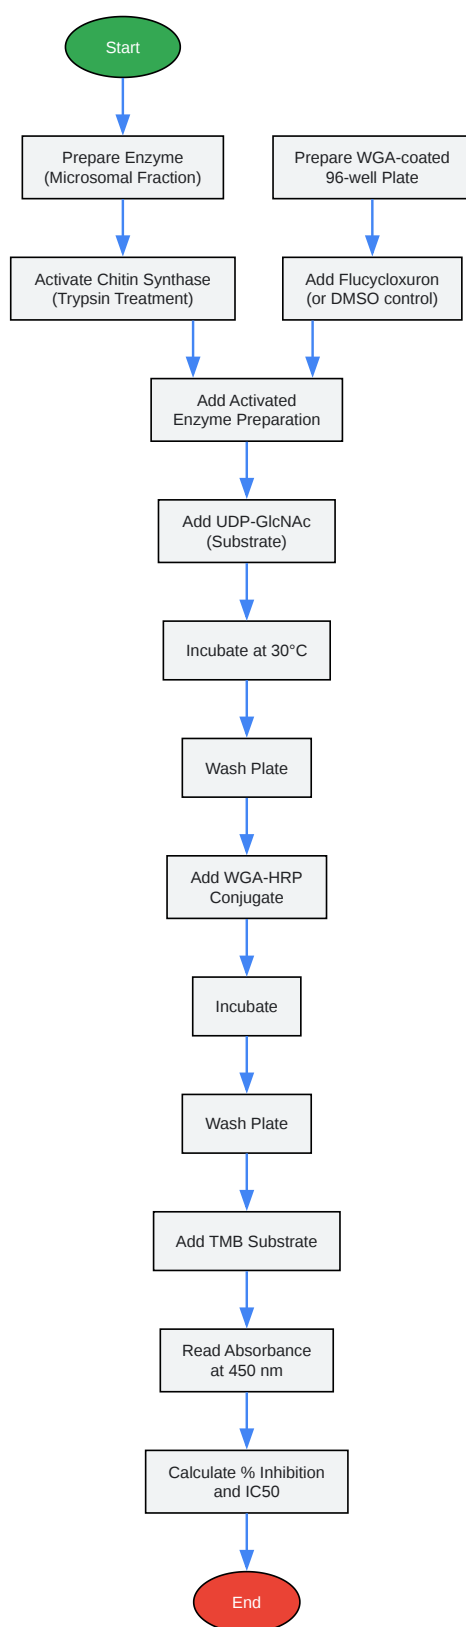 Start
Prepare Enzyme
(Microsomal Fraction)
Prepare WGA-coated
96-well Plate
Activate Chitin Synthase
(Trypsin Treatment)
Add Flucycloxuron
(or DMSO control)
Add Activated
Enzyme Preparation
Add UDP-GlcNAc
(Substrate)
Incubate at 30°C
Wash Plate
Add WGA-HRP
Conjugate
Incubate
Wash Plate
Add TMB Substrate
Read Absorbance
at 450 nm
Calculate % Inhibition
and IC50
End